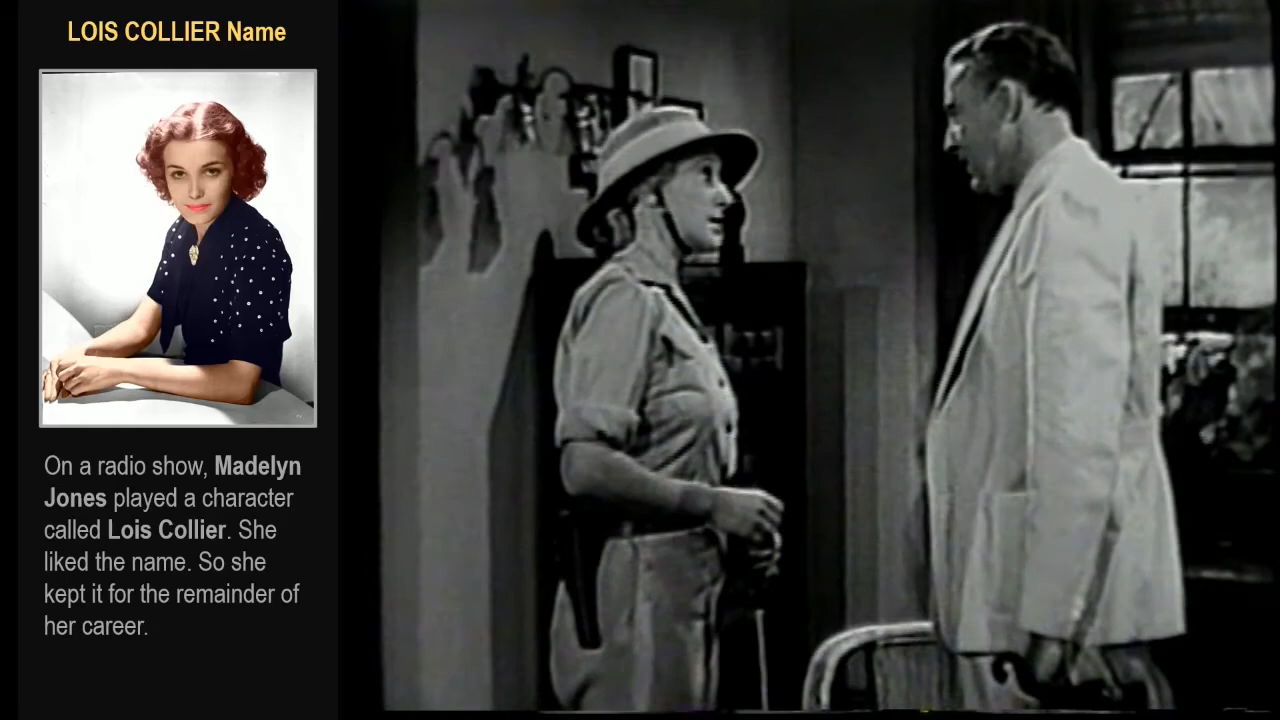 LOIS COLLIER Name
On a radio show, Madelyn
Jones played a character
called Lois Collier. She
liked the name. So she
kept it for the remainder of
her career.